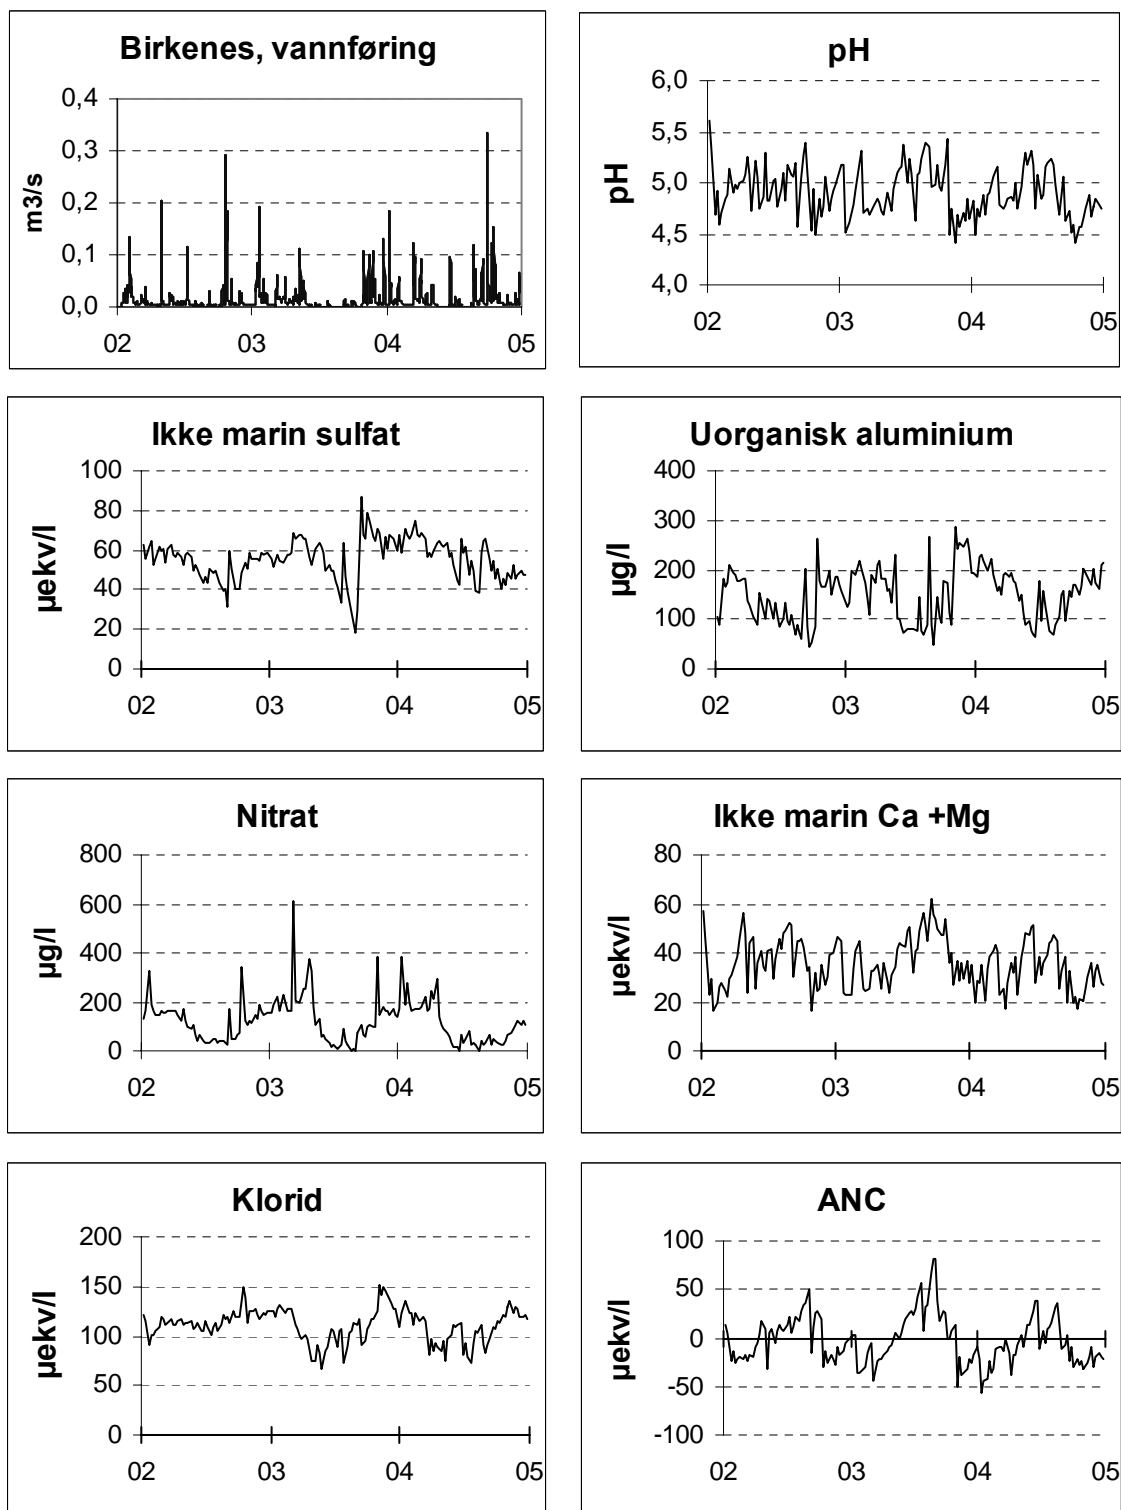 Birkenes, vannføring
m3/s
0,4
0,3
0,2
0,1
0,0
02 03 04 05
pH
pH
6,0
5,5
5,0
4,5
4,0
02 03 04 05
Ikke marin sulfat
µekv/l
100
80
60
40
20
0
02 03 04 05
Uorganisk aluminium
µg/l
400
300
200
100
0
02 03 04 05
Nitrat
µg/l
800
600
400
200
0
02 03 04 05
Ikke marin Ca +Mg
µekv/l
80
60
40
20
0
02 03 04 05
Klorid
µekv/l
200
150
100
50
0
02 03 04 05
ANC
µekv/l
100
50
0
-50
-100
02 03 04 05